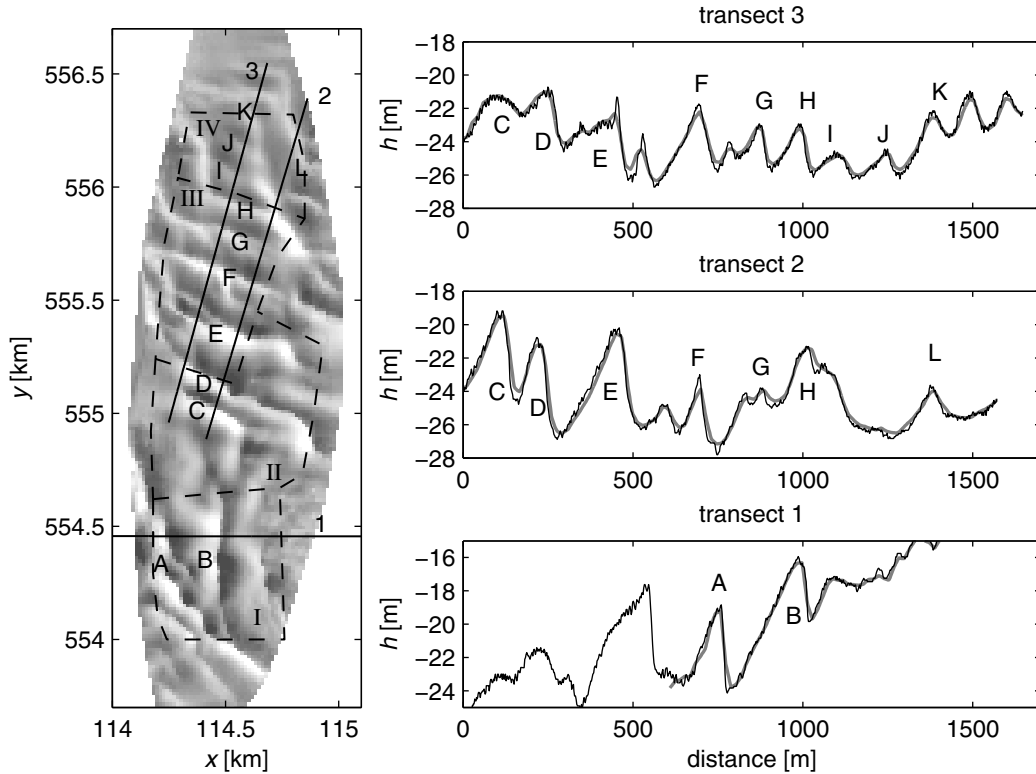 556.5
556
555.5
555
554.5
554
y [km]
114
114.5
115
x [km]
3
2
K
IV
J
I
L
III
H
G
F
E
D
C
II
1
A
B
I
transect 3
−18
−20
−22
−24
−26
−28
h [m]
C
D
E
F
G
H
I
J
K
0
500
1000
1500
transect 2
−18
−20
−22
−24
−26
−28
h [m]
C
D
E
F
G
H
L
0
500
1000
1500
transect 1
−16
−18
−20
−22
−24
h [m]
A
B
0
500
1000
1500
distance [m]